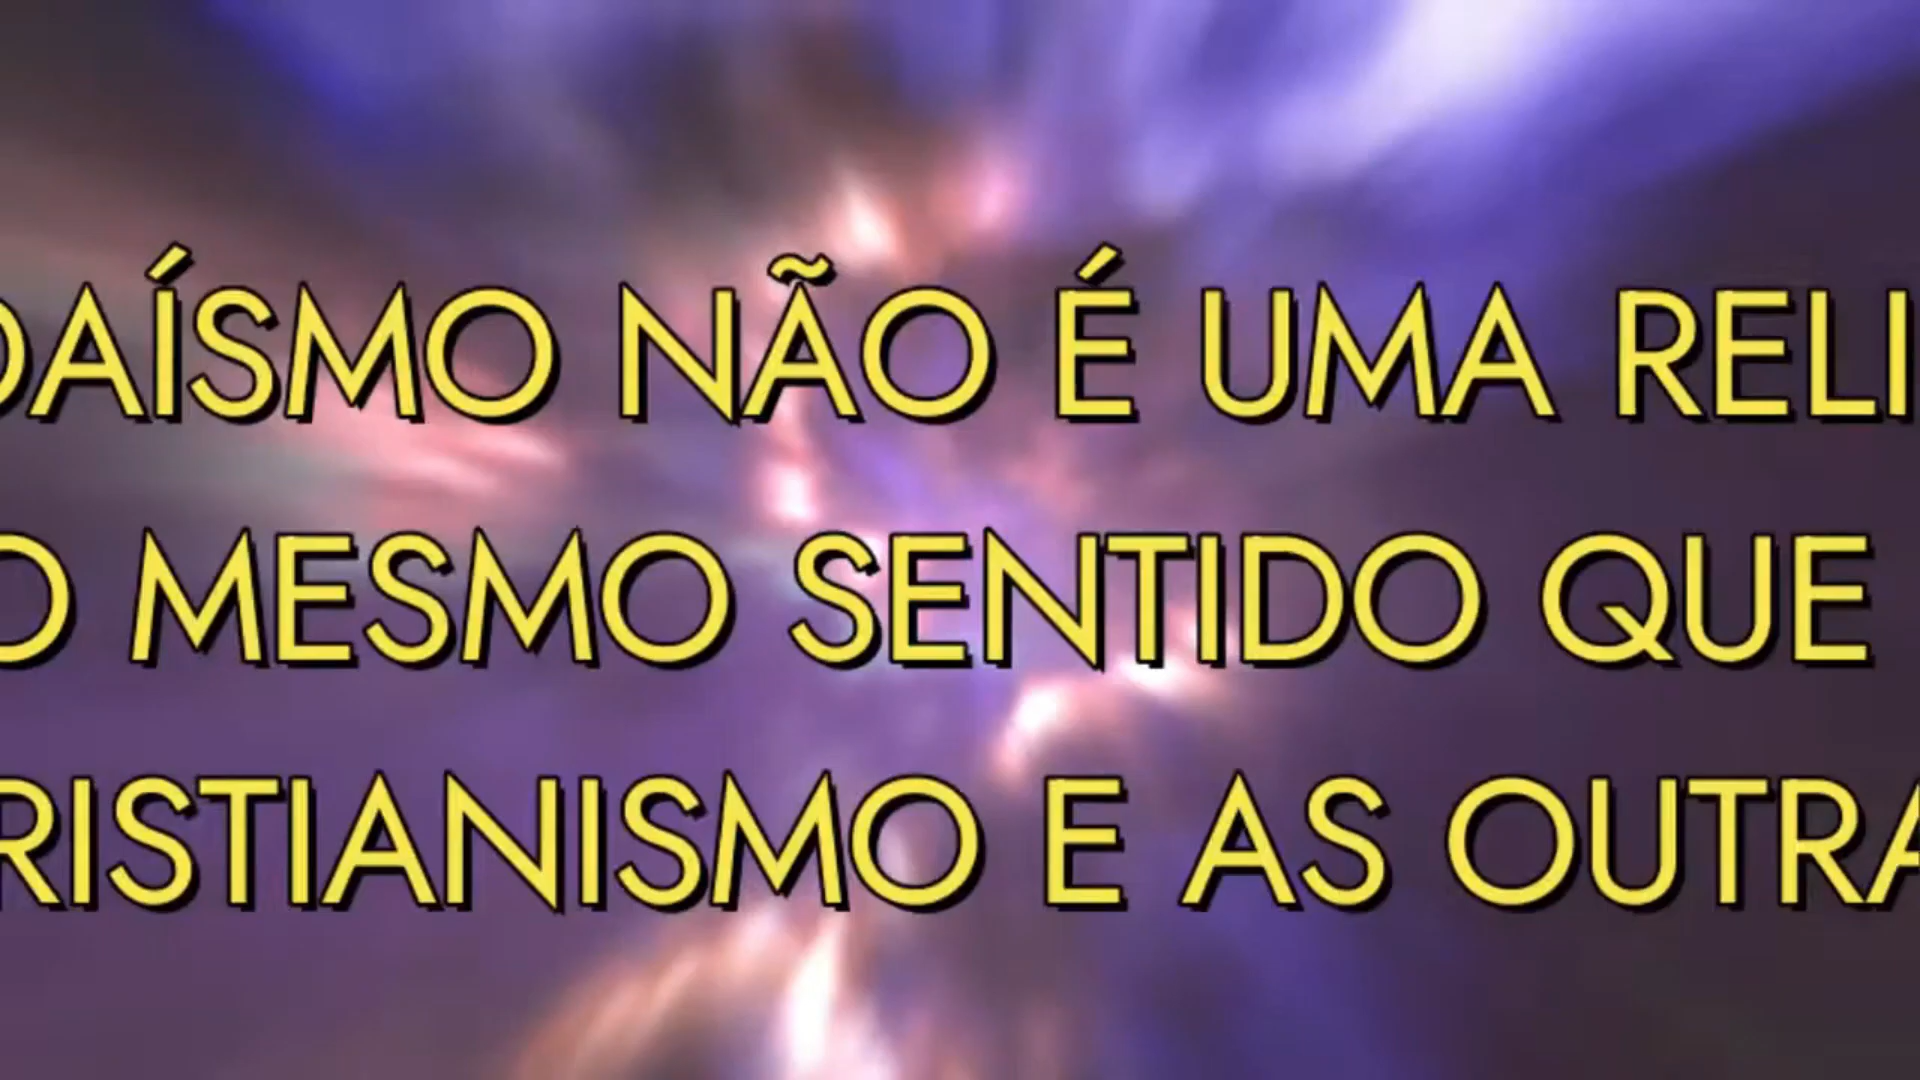 DAÍSMO NÃO É UMA RELI
O MESMO SENTIDO QUE
RISTIANISMO E AS OUTRA